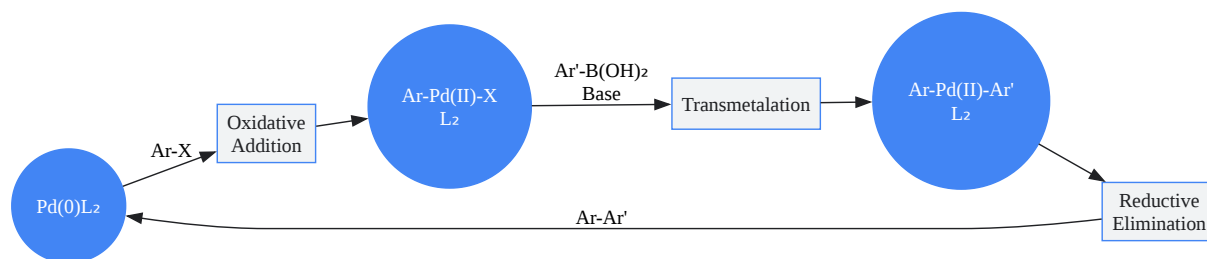 Pd(0)L₂
Ar-X
Oxidative
Addition
Ar-Pd(II)-X
L₂
Ar'-B(OH)₂
Base
Transmetalation
Ar-Pd(II)-Ar'
L₂
Reductive
Elimination
Ar-Ar'